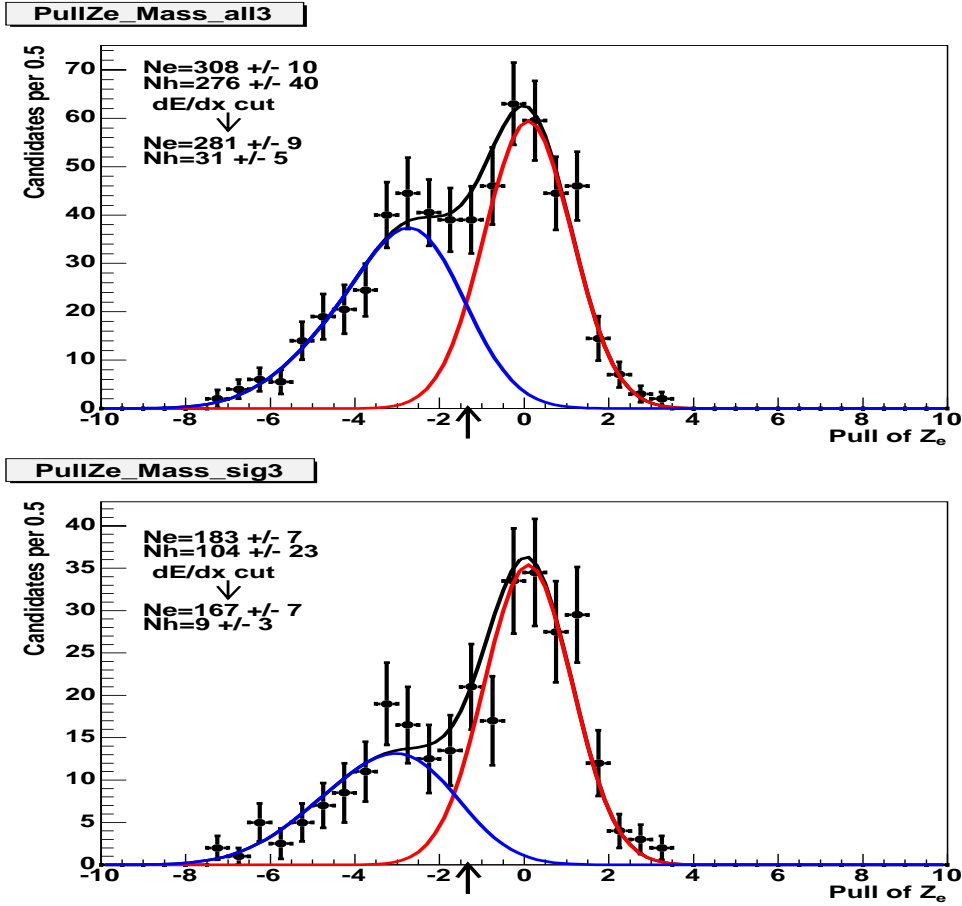 PullZe_Mass_all3
Candidates per 0.5
70
60
50
40
30
20
10
0
Ne=308 +/- 10
Nh=276 +/- 40
dE/dx cut
Ne=281 +/- 9
Nh=31 +/- 5
-10 -8 -6 -4 -2 0 2 4 6 8 10
Pull of Ze
PullZe_Mass_sig3
Candidates per 0.5
40
35
30
25
20
15
10
5
0
Ne=183 +/- 7
Nh=104 +/- 23
dE/dx cut
Ne=167 +/- 7
Nh=9 +/- 3
-10 -8 -6 -4 -2 0 2 4 6 8 10
Pull of Ze